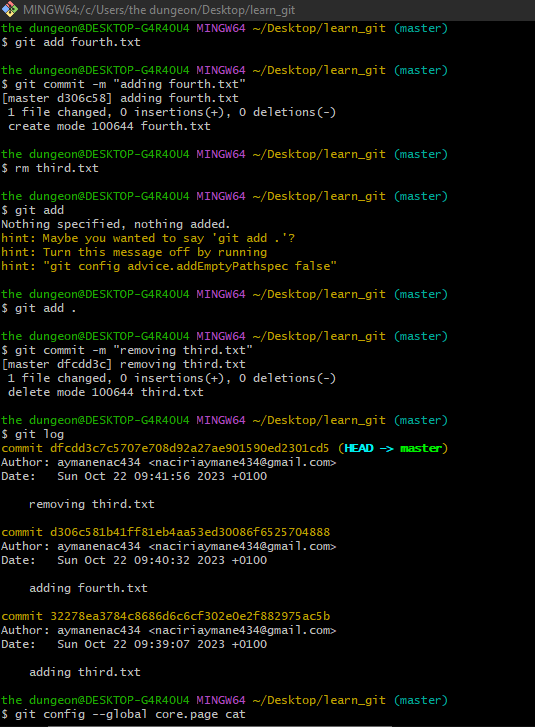 MINGW64:/c/Users/the dungeon/Desktop/learn_git
the dungeon@DESKTOP-G4R4OU4 MINGW64 ~/Desktop/learn_git (master)
$ git add fourth.txt
the dungeon@DESKTOP-G4R4OU4 MINGW64 ~/Desktop/learn_git (master)
$ git commit -m "adding fourth.txt"
[master d306c58] adding fourth.txt
 1 file changed, 0 insertions(+), 0 deletions(-)
 create mode 100644 fourth.txt
the dungeon@DESKTOP-G4R4OU4 MINGW64 ~/Desktop/learn_git (master)
$ rm third.txt
the dungeon@DESKTOP-G4R4OU4 MINGW64 ~/Desktop/learn_git (master)
$ git add
Nothing specified, nothing added.
hint: Maybe you wanted to say 'git add .'?
hint: Turn this message off by running
hint: "git config advice.addEmptyPathspec false"
the dungeon@DESKTOP-G4R4OU4 MINGW64 ~/Desktop/learn_git (master)
$ git add .
the dungeon@DESKTOP-G4R4OU4 MINGW64 ~/Desktop/learn_git (master)
$ git commit -m "removing third.txt"
[master dfcdd3c] removing third.txt
 1 file changed, 0 insertions(+), 0 deletions(-)
 delete mode 100644 third.txt
the dungeon@DESKTOP-G4R4OU4 MINGW64 ~/Desktop/learn_git (master)
$ git log
commit dfcdd3c7c5707e708d92a27ae901590ed2301cd5 (HEAD -> master)
Author: aymanenac434 <naciriaymane434@gmail.com>
Date:   Sun Oct 22 09:41:56 2023 +0100
    removing third.txt
commit d306c581b41ff81eb4aa53ed30086f6525704888
Author: aymanenac434 <naciriaymane434@gmail.com>
Date:   Sun Oct 22 09:40:32 2023 +0100
    adding fourth.txt
commit 32278ea3784c8686d6c6cf302e0e2f882975ac5b
Author: aymanenac434 <naciriaymane434@gmail.com>
Date:   Sun Oct 22 09:39:07 2023 +0100
    adding third.txt
the dungeon@DESKTOP-G4R4OU4 MINGW64 ~/Desktop/learn_git (master)
$ git config --global core.page cat